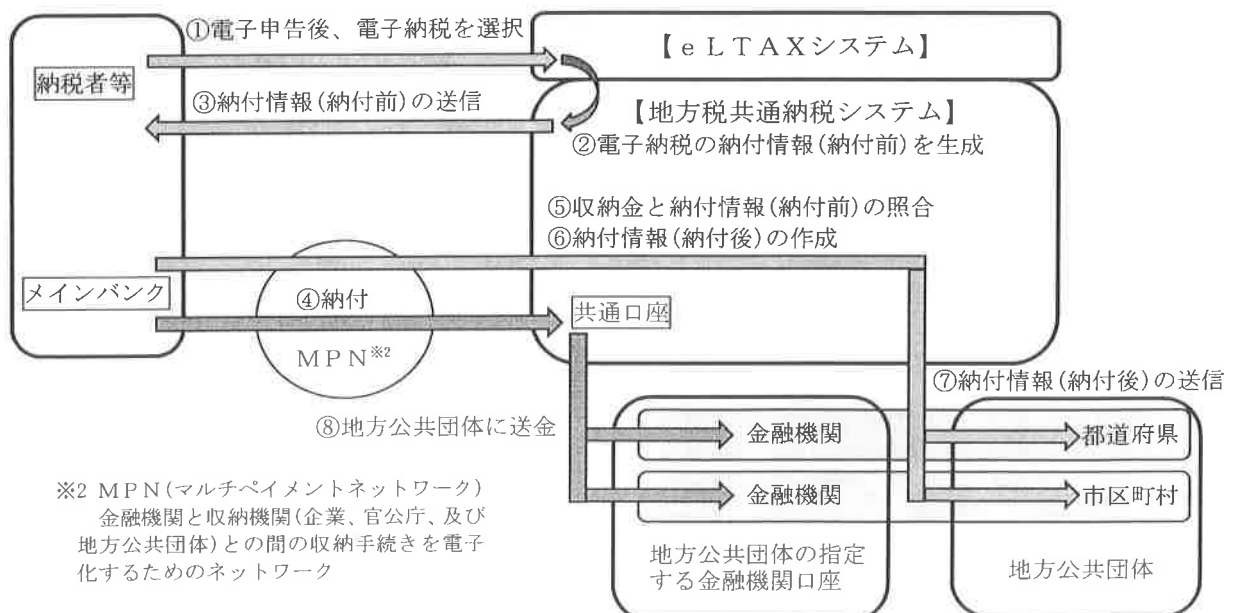 ①電子申告後、電子納税を選択
【eLTAXシステム】
納税者等
③納付情報(納付前)の送信
【地方税共通納税システム】
②電子納税の納付情報(納付前)を生成
⑤収納金と納付情報(納付前)の照合
⑥納付情報(納付後)の作成
メインバンク
④納付
共通口座
MPN※2
⑦納付情報(納付後)の送信
⑧地方公共団体に送金
金融機関
都道府県
金融機関
市区町村
※2 MPN(マルチペイメントネットワーク)
金融機関と収納機関(企業、官公庁、及び
地方公共団体)との間の収納手続きを電子
化するためのネットワーク
地方公共団体の指定
する金融機関口座
地方公共団体